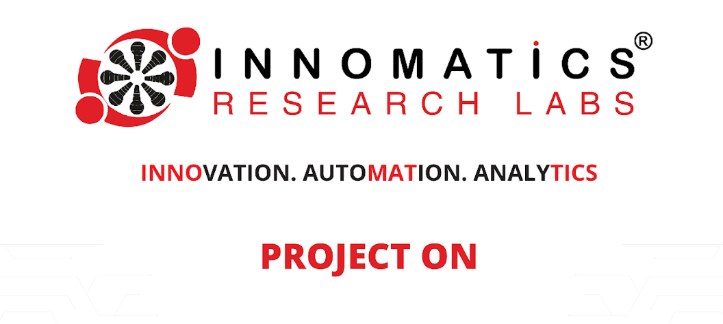 INNOMATiCS®
RESEARCH LABS
INNOVATION. AUTOMATION. ANALYTICS
PROJECT ON